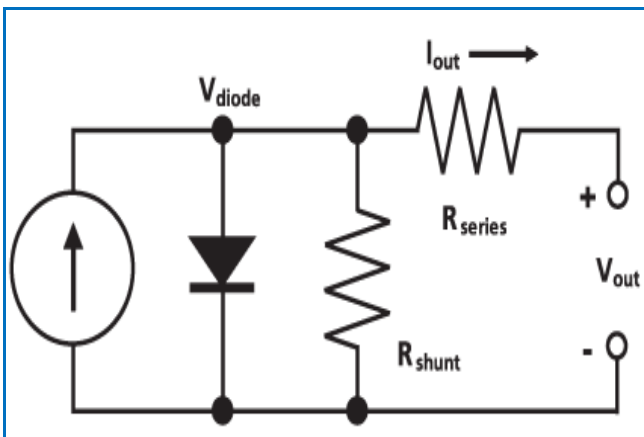 Iout
Vdiode
+
Rseries
Vout
-
Rshunt